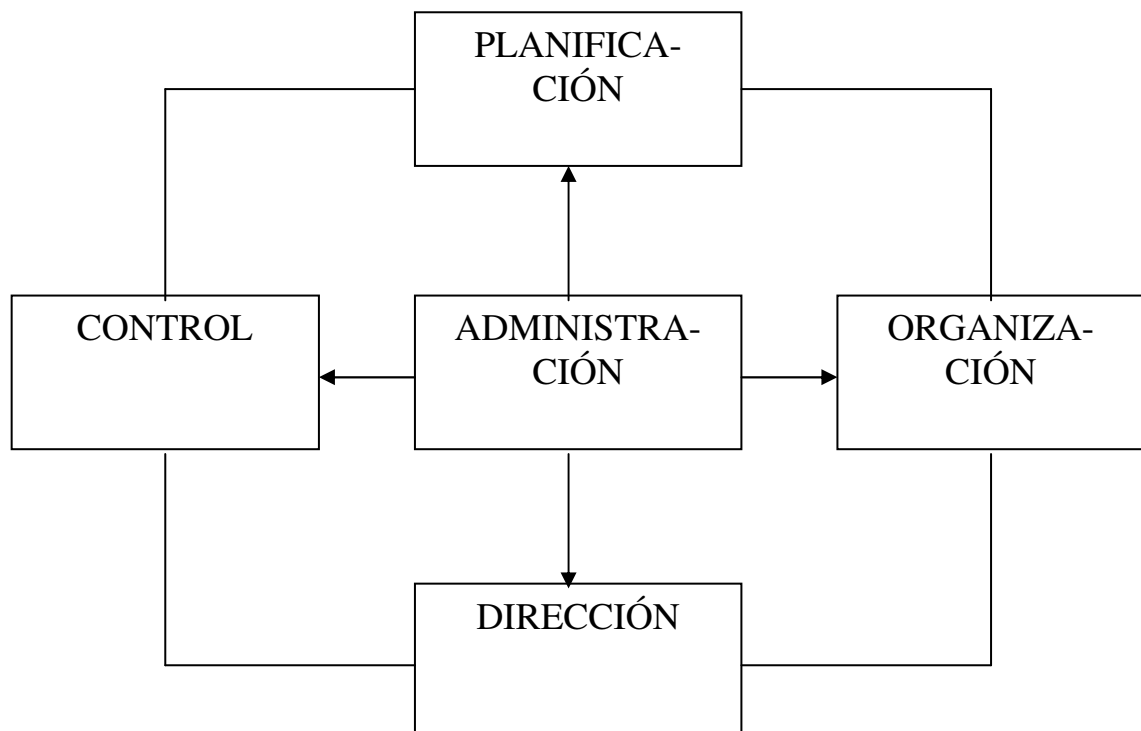 PLANIFICA-
CIÓN
CONTROL
ADMINISTRA-
CIÓN
ORGANIZA-
CIÓN
DIRECCIÓN